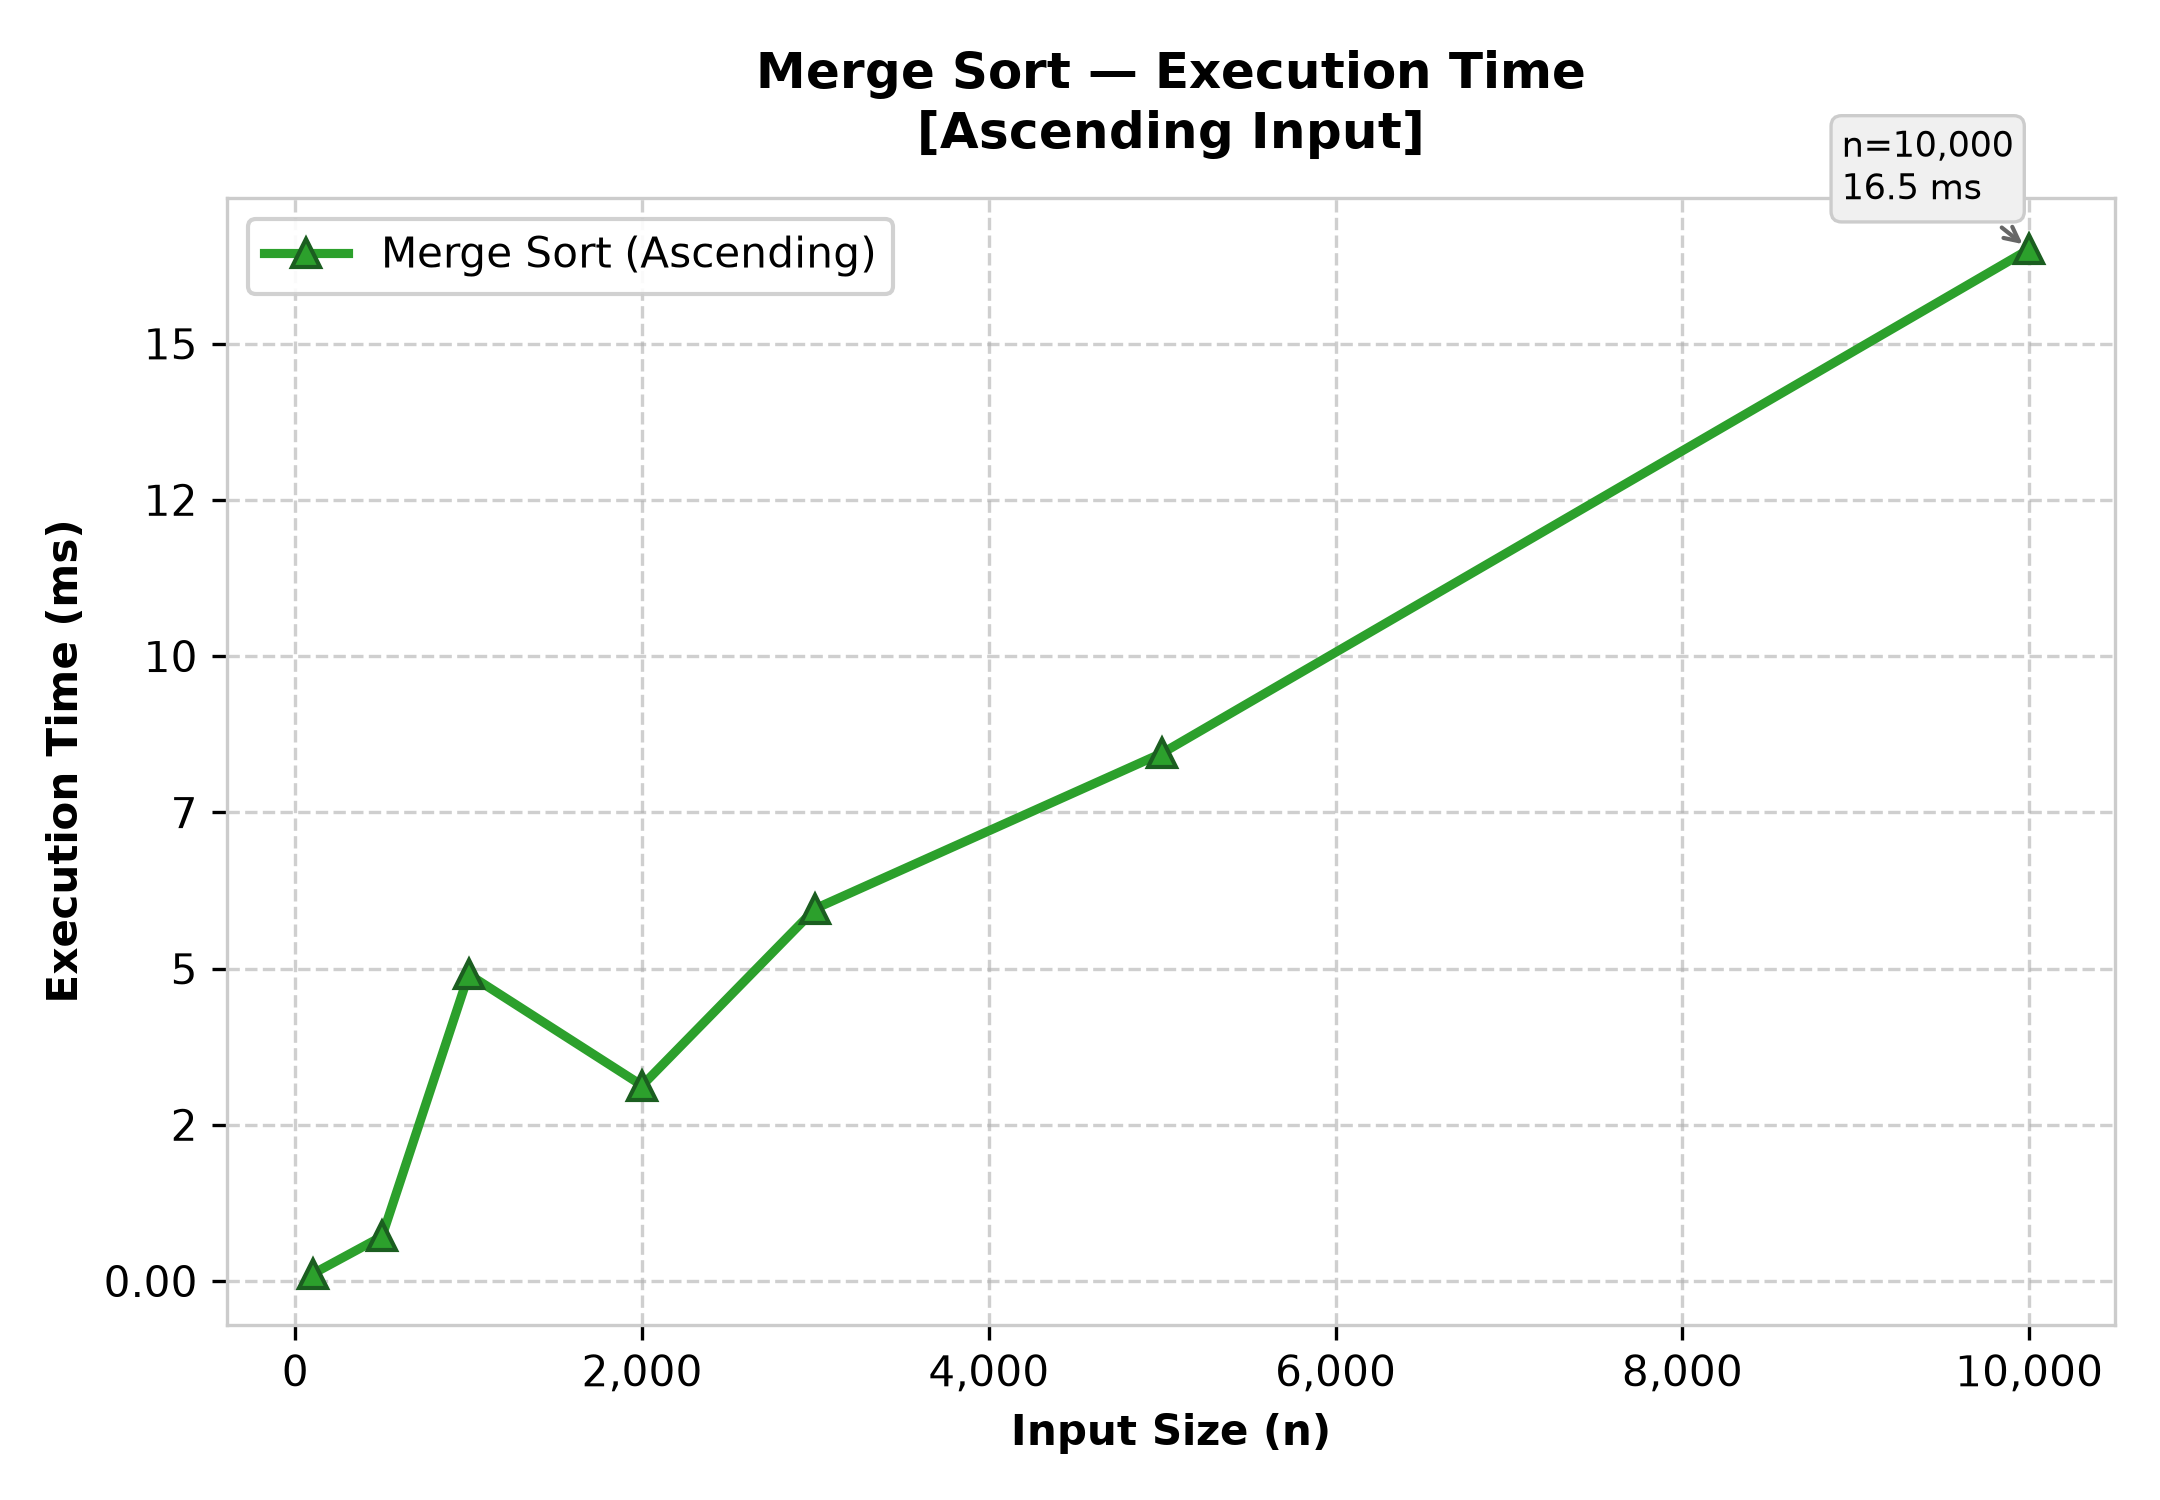 Merge Sort — Execution Time
[Ascending Input]
n=10,000
16.5 ms
Merge Sort (Ascending)
Execution Time (ms)
15
12
10
7
5
2
0.00
0
2,000
4,000
6,000
8,000
10,000
Input Size (n)